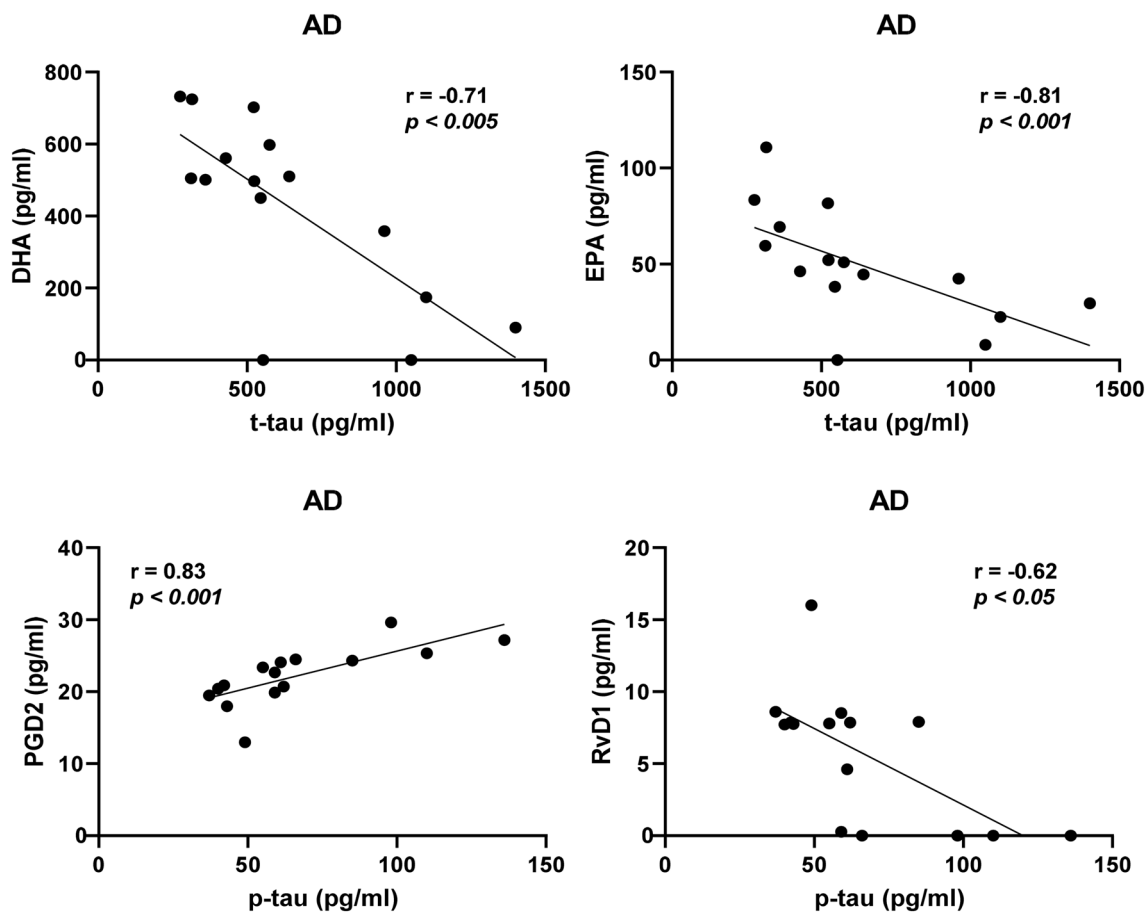 AD
r = -0.71
p < 0.005
DHA (pg/ml)
800
600
400
200
0
0 500 1000 1500
t-tau (pg/ml)
AD
r = -0.81
p < 0.001
EPA (pg/ml)
150
100
50
0
0 500 1000 1500
t-tau (pg/ml)
AD
r = 0.83
p < 0.001
PGD2 (pg/ml)
40
30
20
10
0
0 50 100 150
p-tau (pg/ml)
AD
r = -0.62
p < 0.05
RvD1 (pg/ml)
20
15
10
5
0
0 50 100 150
p-tau (pg/ml)